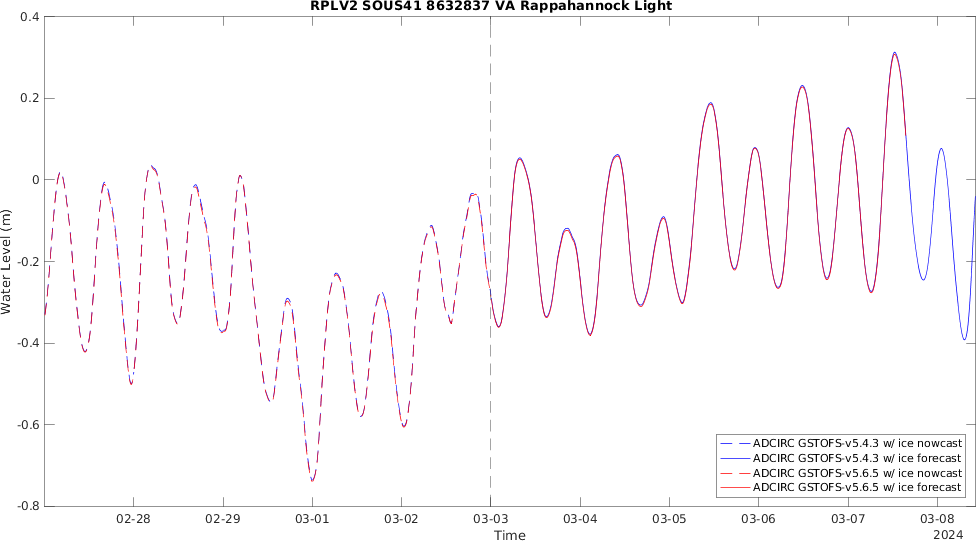 RPLV2 SOUS41 8632837 VA Rappahannock Light
0.4
0.2
0
-0.2
-0.4
-0.6
-0.8
Water Level (m)
ADCIRC GSTOFS-v5.4.3 w/ ice nowcast
ADCIRC GSTOFS-v5.4.3 w/ ice forecast
ADCIRC GSTOFS-v5.6.5 w/ ice nowcast
ADCIRC GSTOFS-v5.6.5 w/ ice forecast
02-28 02-29 03-01 03-02 03-03 03-04 03-05 03-06 03-07 03-08
Time 2024